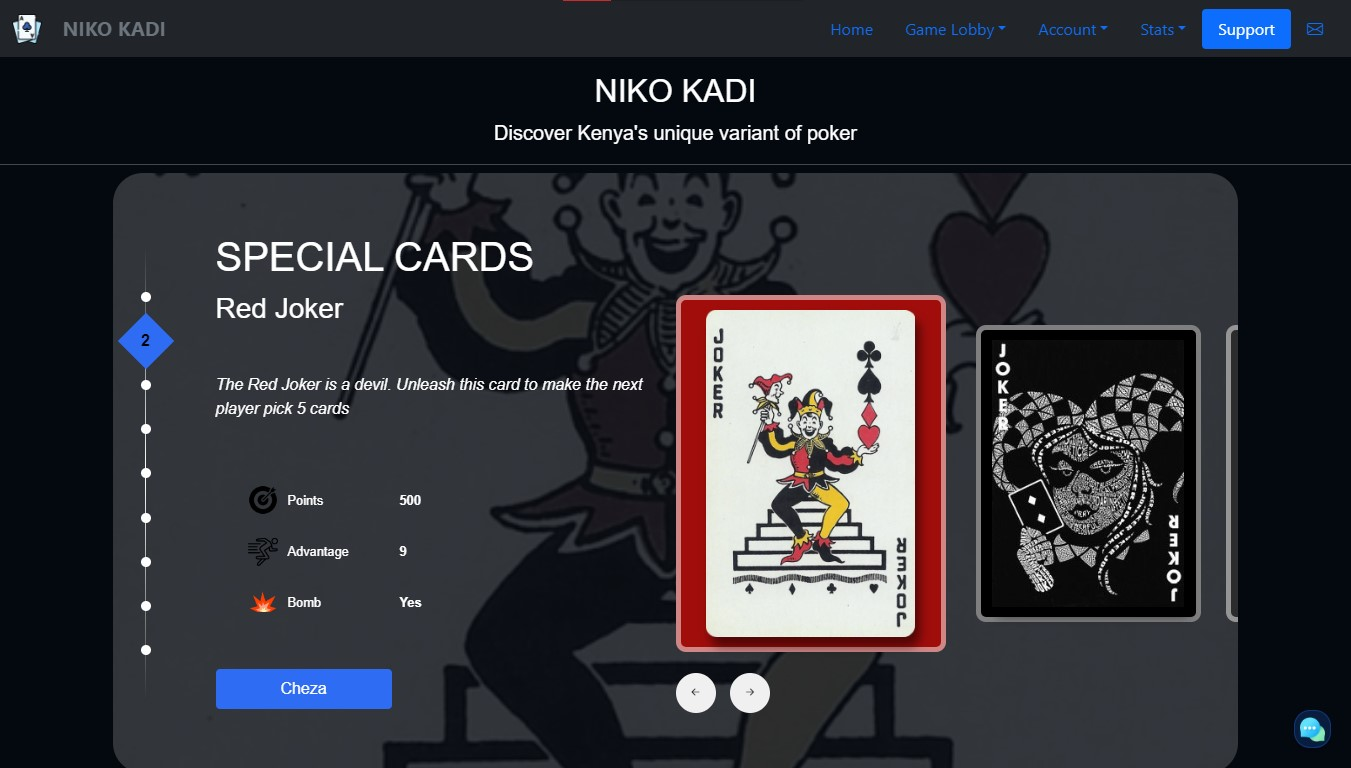 NIKO KADI
Home
Game Lobby
Account
Stats
Support
NIKO KADI
Discover Kenya's unique variant of poker
SPECIAL CARDS
Red Joker
2
The Red Joker is a devil. Unleash this card to make the next
player pick 5 cards
Points 500
Advantage 9
Bomb Yes
Cheza
JOKER
JOKER
JOKER
JOKER